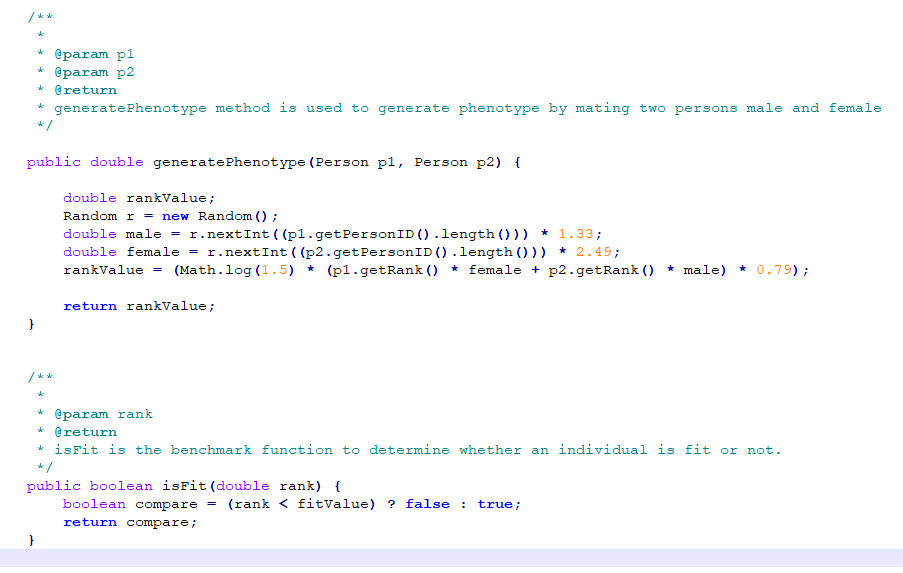 /**
 *
 * @param p1
 * @param p2
 * @return
 * generatePhenotype method is used to generate phenotype by mating two persons male and female
 */
public double generatePhenotype(Person p1, Person p2) {
    double rankValue;
    Random r = new Random();
    double male = r.nextInt((p1.getPersonID().length())) * 1.33;
    double female = r.nextInt((p2.getPersonID().length())) * 2.49;
    rankValue = (Math.log(1.5) * (p1.getRank() * female + p2.getRank() * male) * 0.79);
    return rankValue;
}
/**
 *
 * @param rank
 * @return
 * isFit is the benchmark function to determine whether an individual is fit or not.
 */
public boolean isFit(double rank) {
    boolean compare = (rank < fitValue) ? false : true;
    return compare;
}